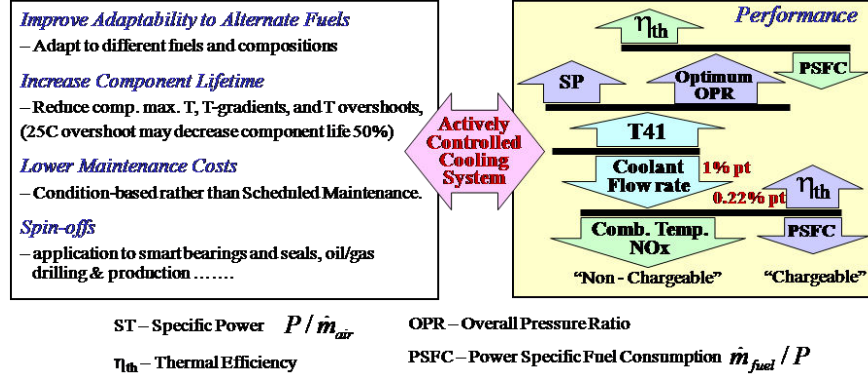 Improve Adaptability to Alternate Fuels
– Adapt to different fuels and compositions
Increase Component Lifetime
– Reduce comp. max. T, T-gradients, and T overshoots,
(25C overshoot may decrease component life 50%)
Lower Maintenance Costs
– Condition-based rather than Scheduled Maintenance.
Spin-offs
– application to smart bearings and seals, oil/gas
drilling & production …….
Actively
Controlled
Cooling
System
Performance
ηth
PSFC
SP
Optimum
OPR
T41
Coolant
Flow rate
1% pt
0.22% pt
ηth
Comb. Temp.
NOx
PSFC
“Non - Chargeable”
“Chargeable”
ST – Specific Power P / ṁair
OPR – Overall Pressure Ratio
ηth – Thermal Efficiency
PSFC – Power Specific Fuel Consumption ṁfuel / P